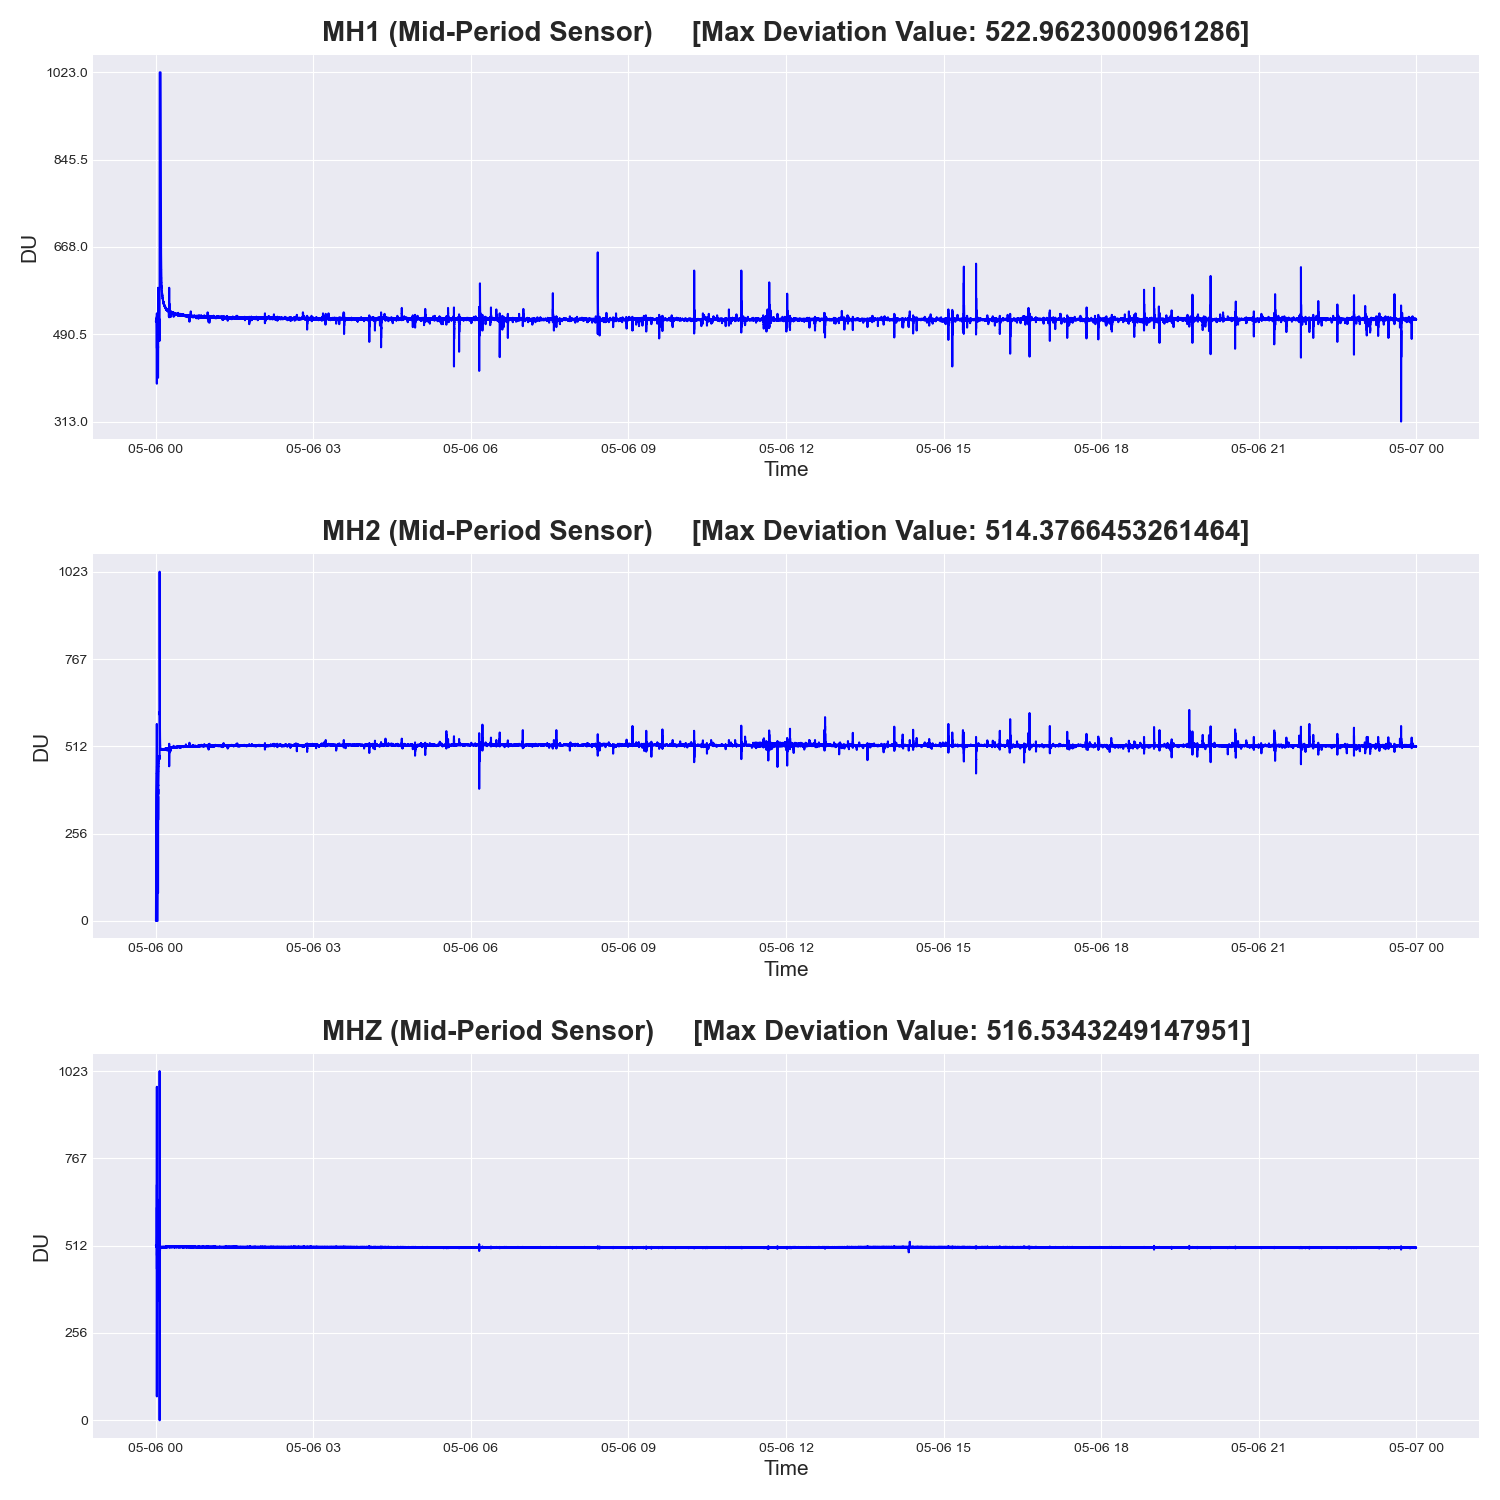 MH1 (Mid-Period Sensor) [Max Deviation Value: 522.9623000961286]
1023.0
845.5
668.0
490.5
313.0
DU
05-06 00 05-06 03 05-06 06 05-06 09 05-06 12 05-06 15 05-06 18 05-06 21 05-07 00
Time
MH2 (Mid-Period Sensor) [Max Deviation Value: 514.3766453261464]
1023
767
512
256
0
DU
05-06 00 05-06 03 05-06 06 05-06 09 05-06 12 05-06 15 05-06 18 05-06 21 05-07 00
Time
MHZ (Mid-Period Sensor) [Max Deviation Value: 516.5343249147951]
1023
767
512
256
0
DU
05-06 00 05-06 03 05-06 06 05-06 09 05-06 12 05-06 15 05-06 18 05-06 21 05-07 00
Time